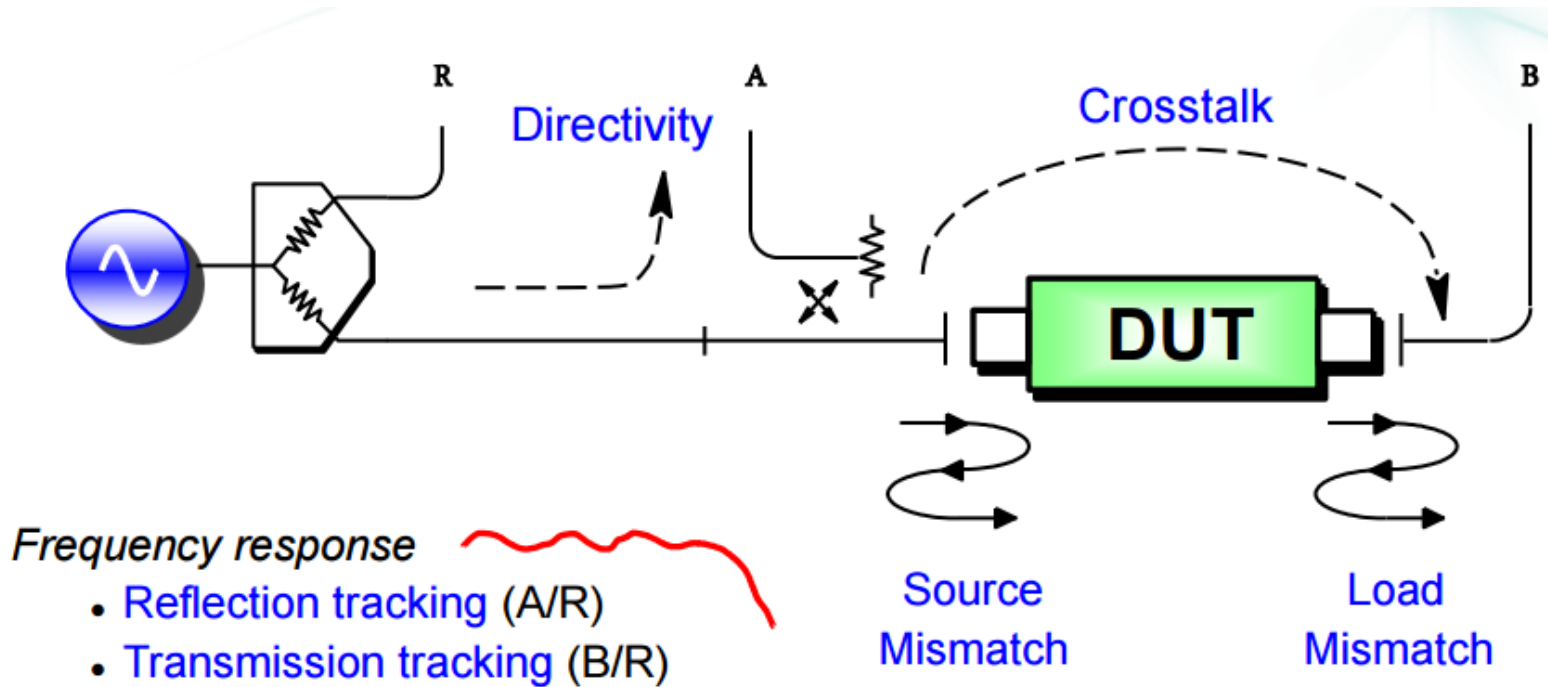 R
A
B
Directivity
Crosstalk
DUT
Frequency response
• Reflection tracking (A/R)
• Transmission tracking (B/R)
Source
Mismatch
Load
Mismatch